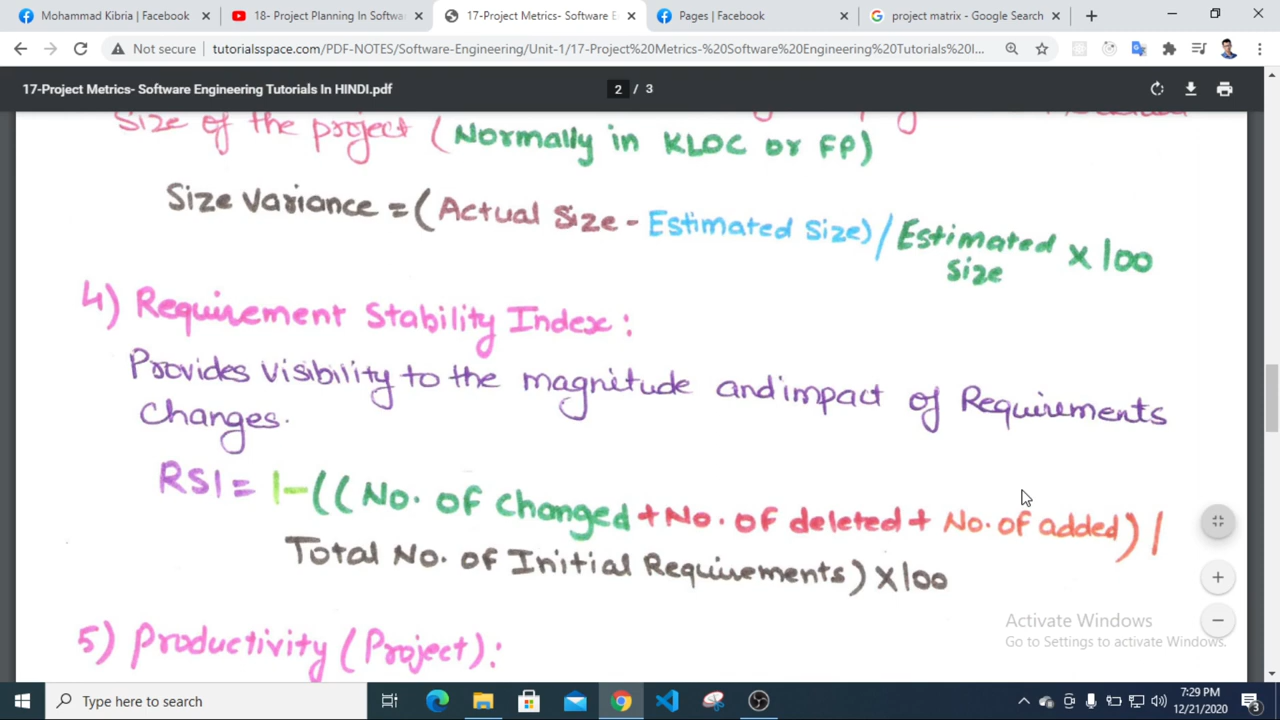 Mohammad Kibria | Facebook
18- Project Planning In Softwa
17-Project Metrics- Software E
Pages | Facebook
project matrix - Google Search
Not secure
tutorialsspace.com/PDF-NOTES/Software-Engineering/Unit-1/17-Project%20Metrics-%20Software%20Engineering%20Tutorials%20I...
17-Project Metrics- Software Engineering Tutorials In HINDI.pdf
2 / 3
Size of the project (Normally in KLOC or FP)
Size Variance = (Actual Size - Estimated Size) / Estimated Size x 100
4) Requirement Stability Index :
Provides visibility to the magnitude and impact of Requirements
Changes.
RSI = 1-((No. of changed + No. of deleted + No. of added) /
Total No. of Initial Requirements) x 100
5) Productivity (Project) :
Activate Windows
Go to Settings to activate Windows.
Type here to search
7:29 PM
12/21/2020
3